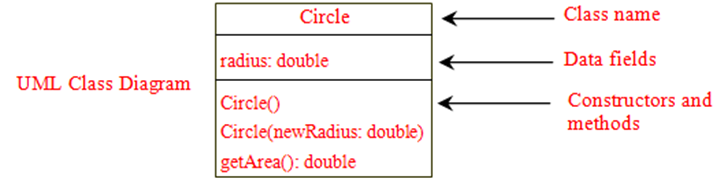 Circle
Class name
radius: double
Data fields
UML Class Diagram
Circle()
Circle(newRadius: double)
getArea(): double
Constructors and
methods